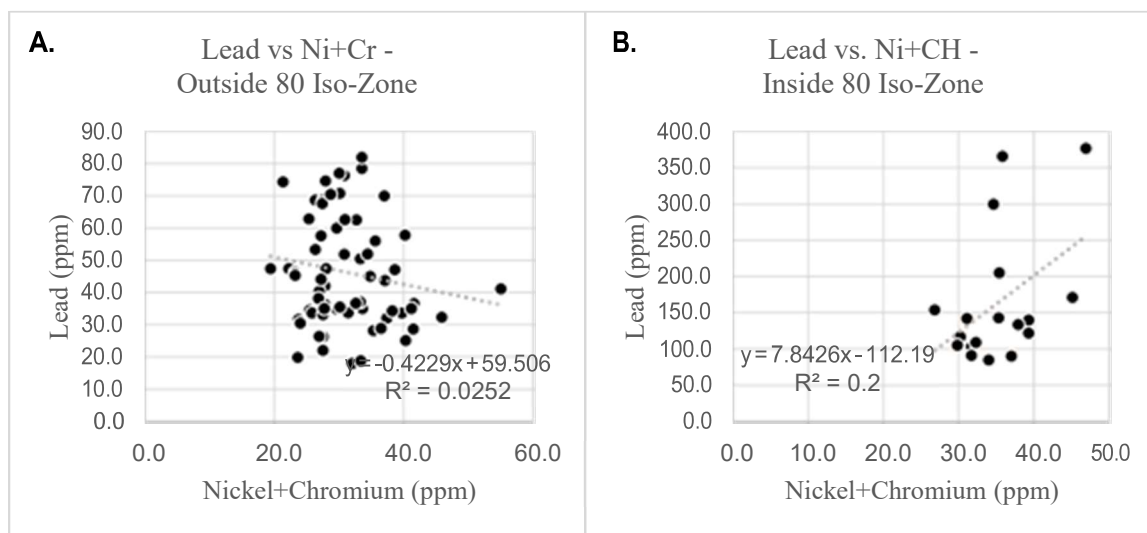 A.
Lead vs Ni+Cr -
Outside 80 Iso-Zone
90.0
80.0
70.0
60.0
50.0
40.0
30.0
20.0
10.0
0.0
Lead (ppm)
y=-0.4229x+59.506
R² = 0.0252
0.0 20.0 40.0 60.0
Nickel+Chromium (ppm)
B.
Lead vs. Ni+CH -
Inside 80 Iso-Zone
400.0
350.0
300.0
250.0
200.0
150.0
100.0
50.0
0.0
Lead (ppm)
y=7.8426x-112.19
R² = 0.2
0.0 10.0 20.0 30.0 40.0 50.0
Nickel+Chromium (ppm)